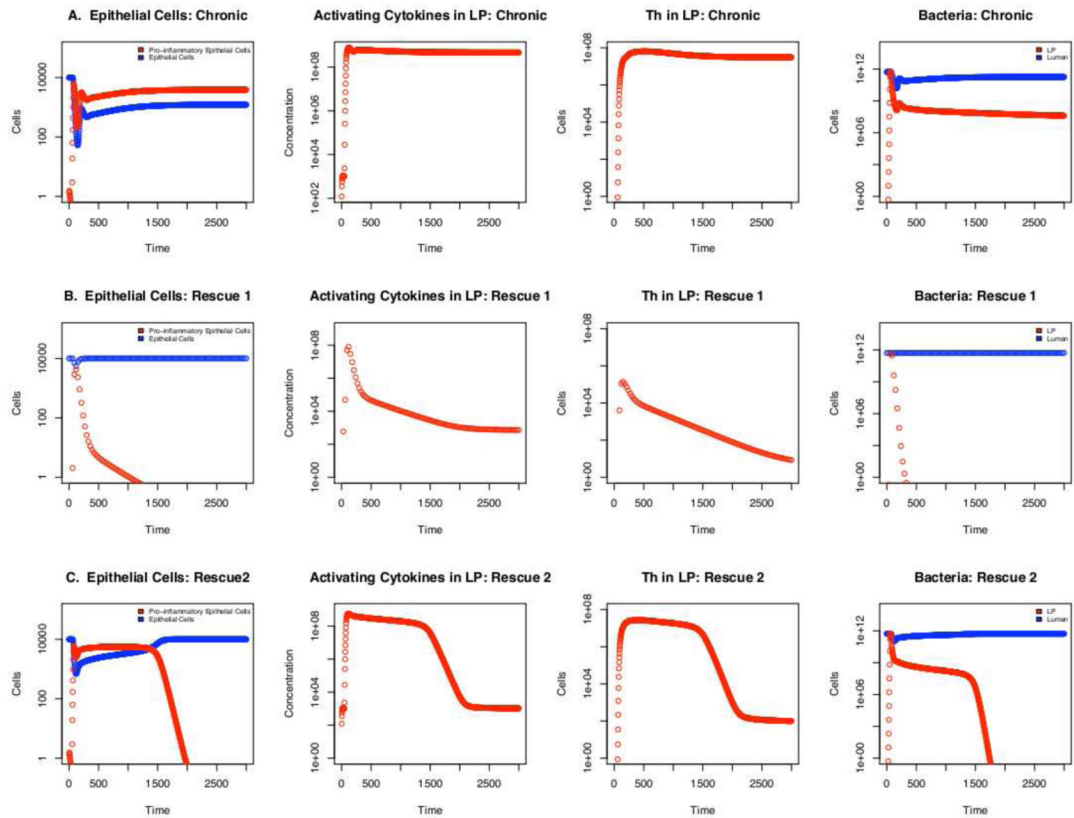 A. Epithelial Cells: Chronic
Pro-inflammatory Epithelial Cells
Epithelial Cells
Cells
10000
100
1
0 500 1500 2500
Time
Activating Cytokines in LP: Chronic
Concentration
1e+08
1e+06
1e+04
1e+02
0 500 1500 2500
Time
Th in LP: Chronic
Cells
1e+08
1e+04
1e+00
0 500 1500 2500
Time
Bacteria: Chronic
LP
Lumen
Cells
1e+12
1e+06
1e+00
0 500 1500 2500
Time
B. Epithelial Cells: Rescue 1
Pro-inflammatory Epithelial Cells
Epithelial Cells
Cells
10000
100
1
0 500 1500 2500
Time
Activating Cytokines in LP: Rescue 1
Concentration
1e+08
1e+04
1e+00
0 500 1500 2500
Time
Th in LP: Rescue 1
Cells
1e+08
1e+04
1e+00
0 500 1500 2500
Time
Bacteria: Rescue 1
LP
Lumen
Cells
1e+12
1e+06
1e+00
0 500 1500 2500
Time
C. Epithelial Cells: Rescue2
Pro-inflammatory Epithelial Cells
Epithelial Cells
Cells
10000
100
1
0 500 1500 2500
Time
Activating Cytokines in LP: Rescue 2
Concentration
1e+08
1e+04
1e+00
0 500 1500 2500
Time
Th in LP: Rescue 2
Cells
1e+08
1e+04
1e+00
0 500 1500 2500
Time
Bacteria: Rescue 2
LP
Lumen
Cells
1e+12
1e+06
1e+00
0 500 1500 2500
Time